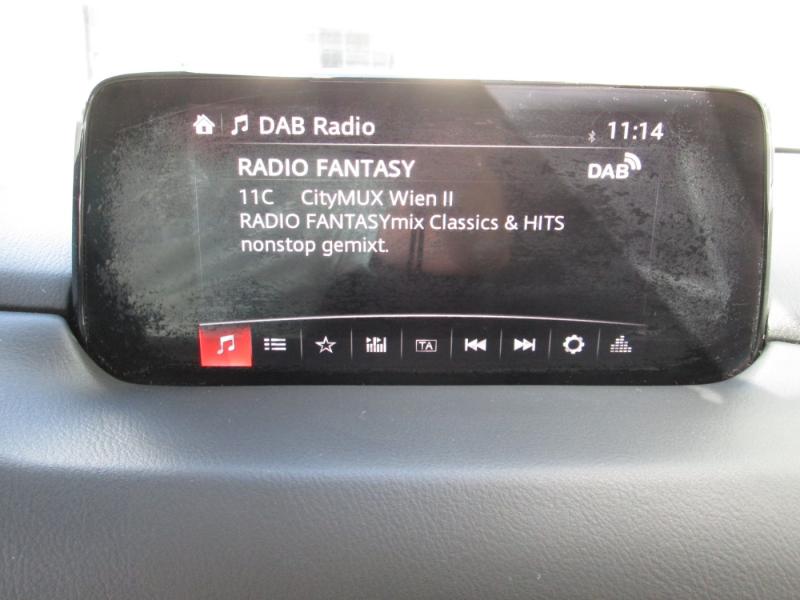 DAB Radio 11:14
RADIO FANTASY DAB
11C CityMUX Wien II
RADIO FANTASYmix Classics & HITS
nonstop gemixt.
TA